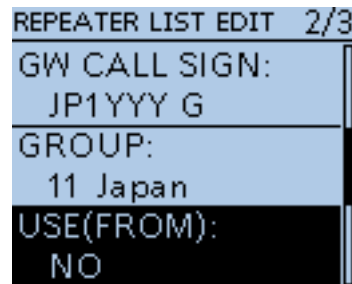 REPEATER LIST EDIT 2/3
GW CALL SIGN:
JP1YYY G
GROUP:
11 Japan
USE(FROM):
NO